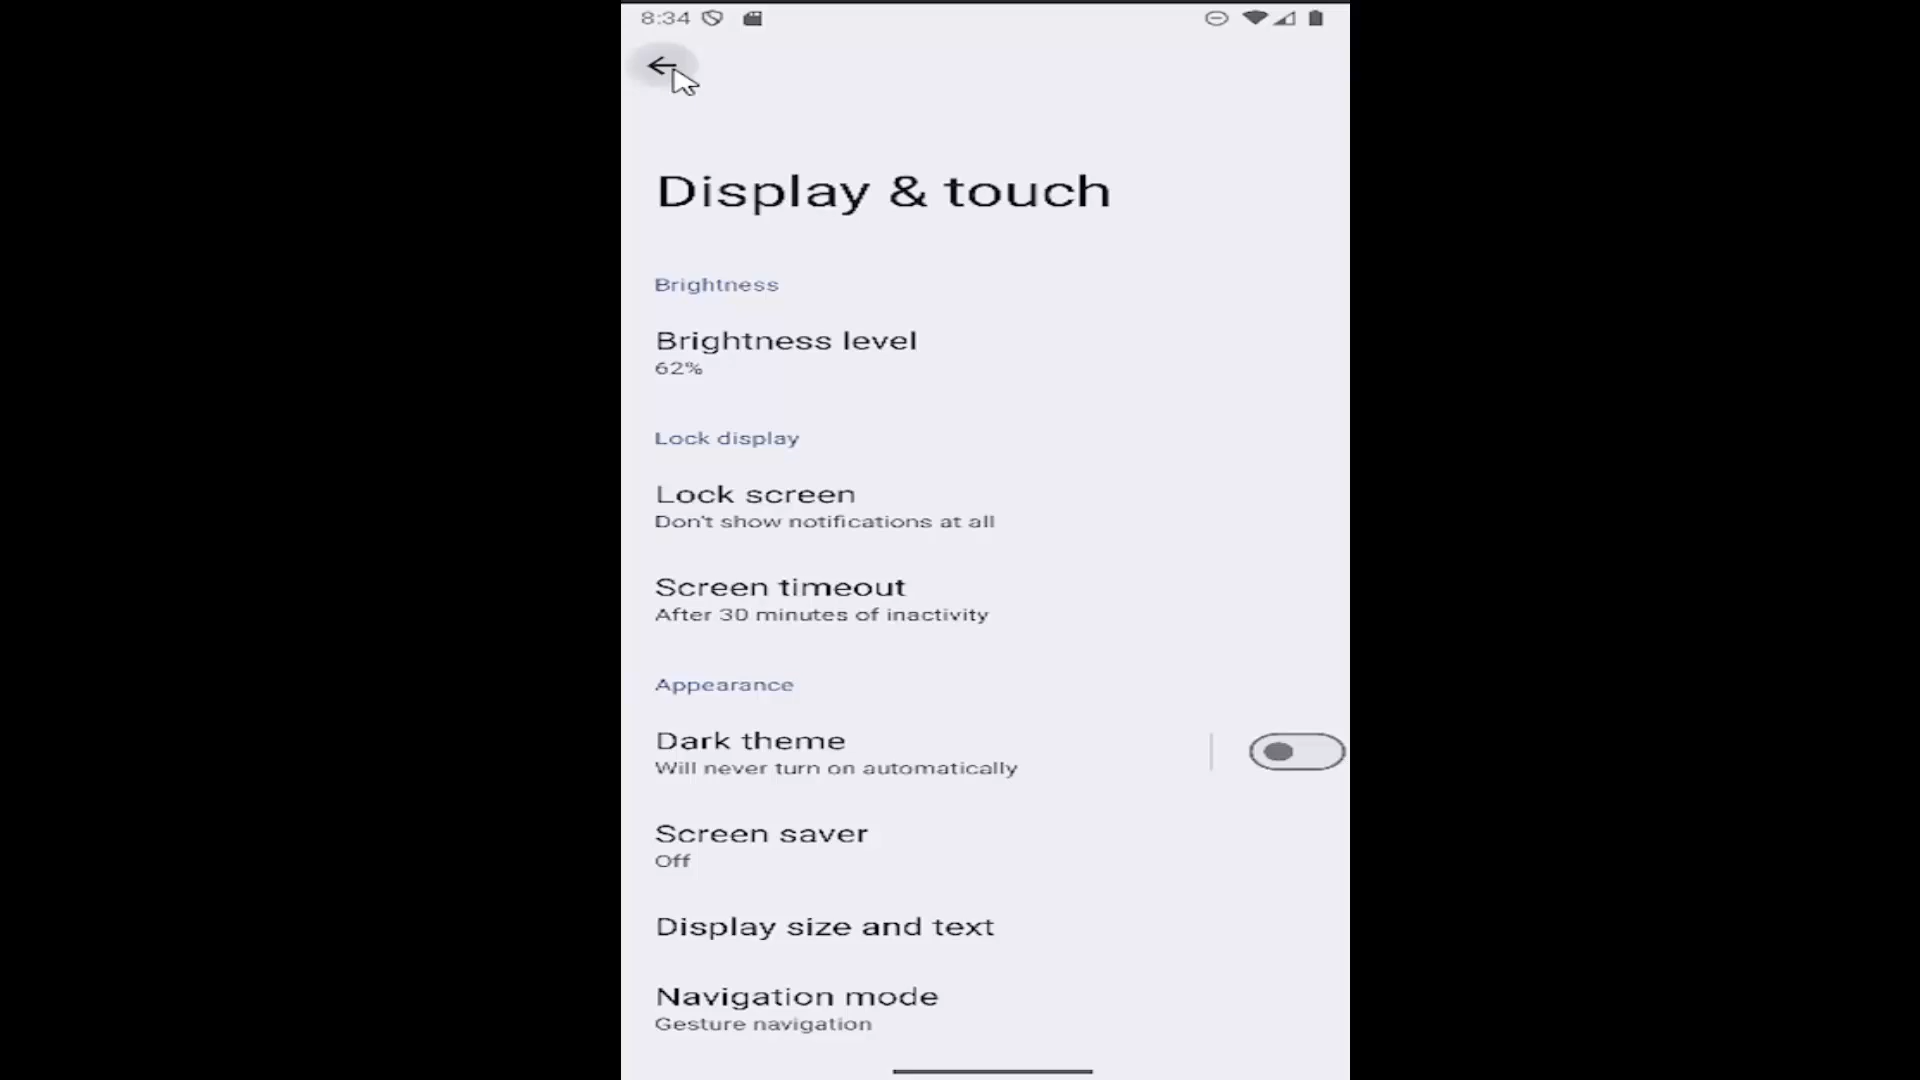 8:34
Display & touch
Brightness
Brightness level
62%
Lock display
Lock screen
Don't show notifications at all
Screen timeout
After 30 minutes of inactivity
Appearance
Dark theme
Will never turn on automatically
Screen saver
Off
Display size and text
Navigation mode
Gesture navigation